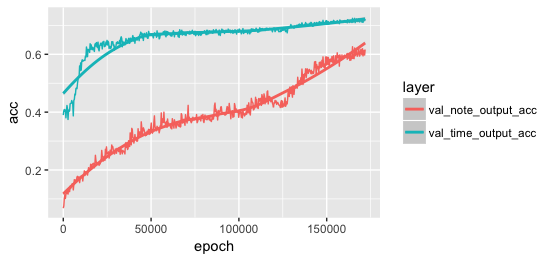 0.6
0.4
0.2
acc
0
50000
100000
150000
epoch
layer
val_note_output_acc
val_time_output_acc